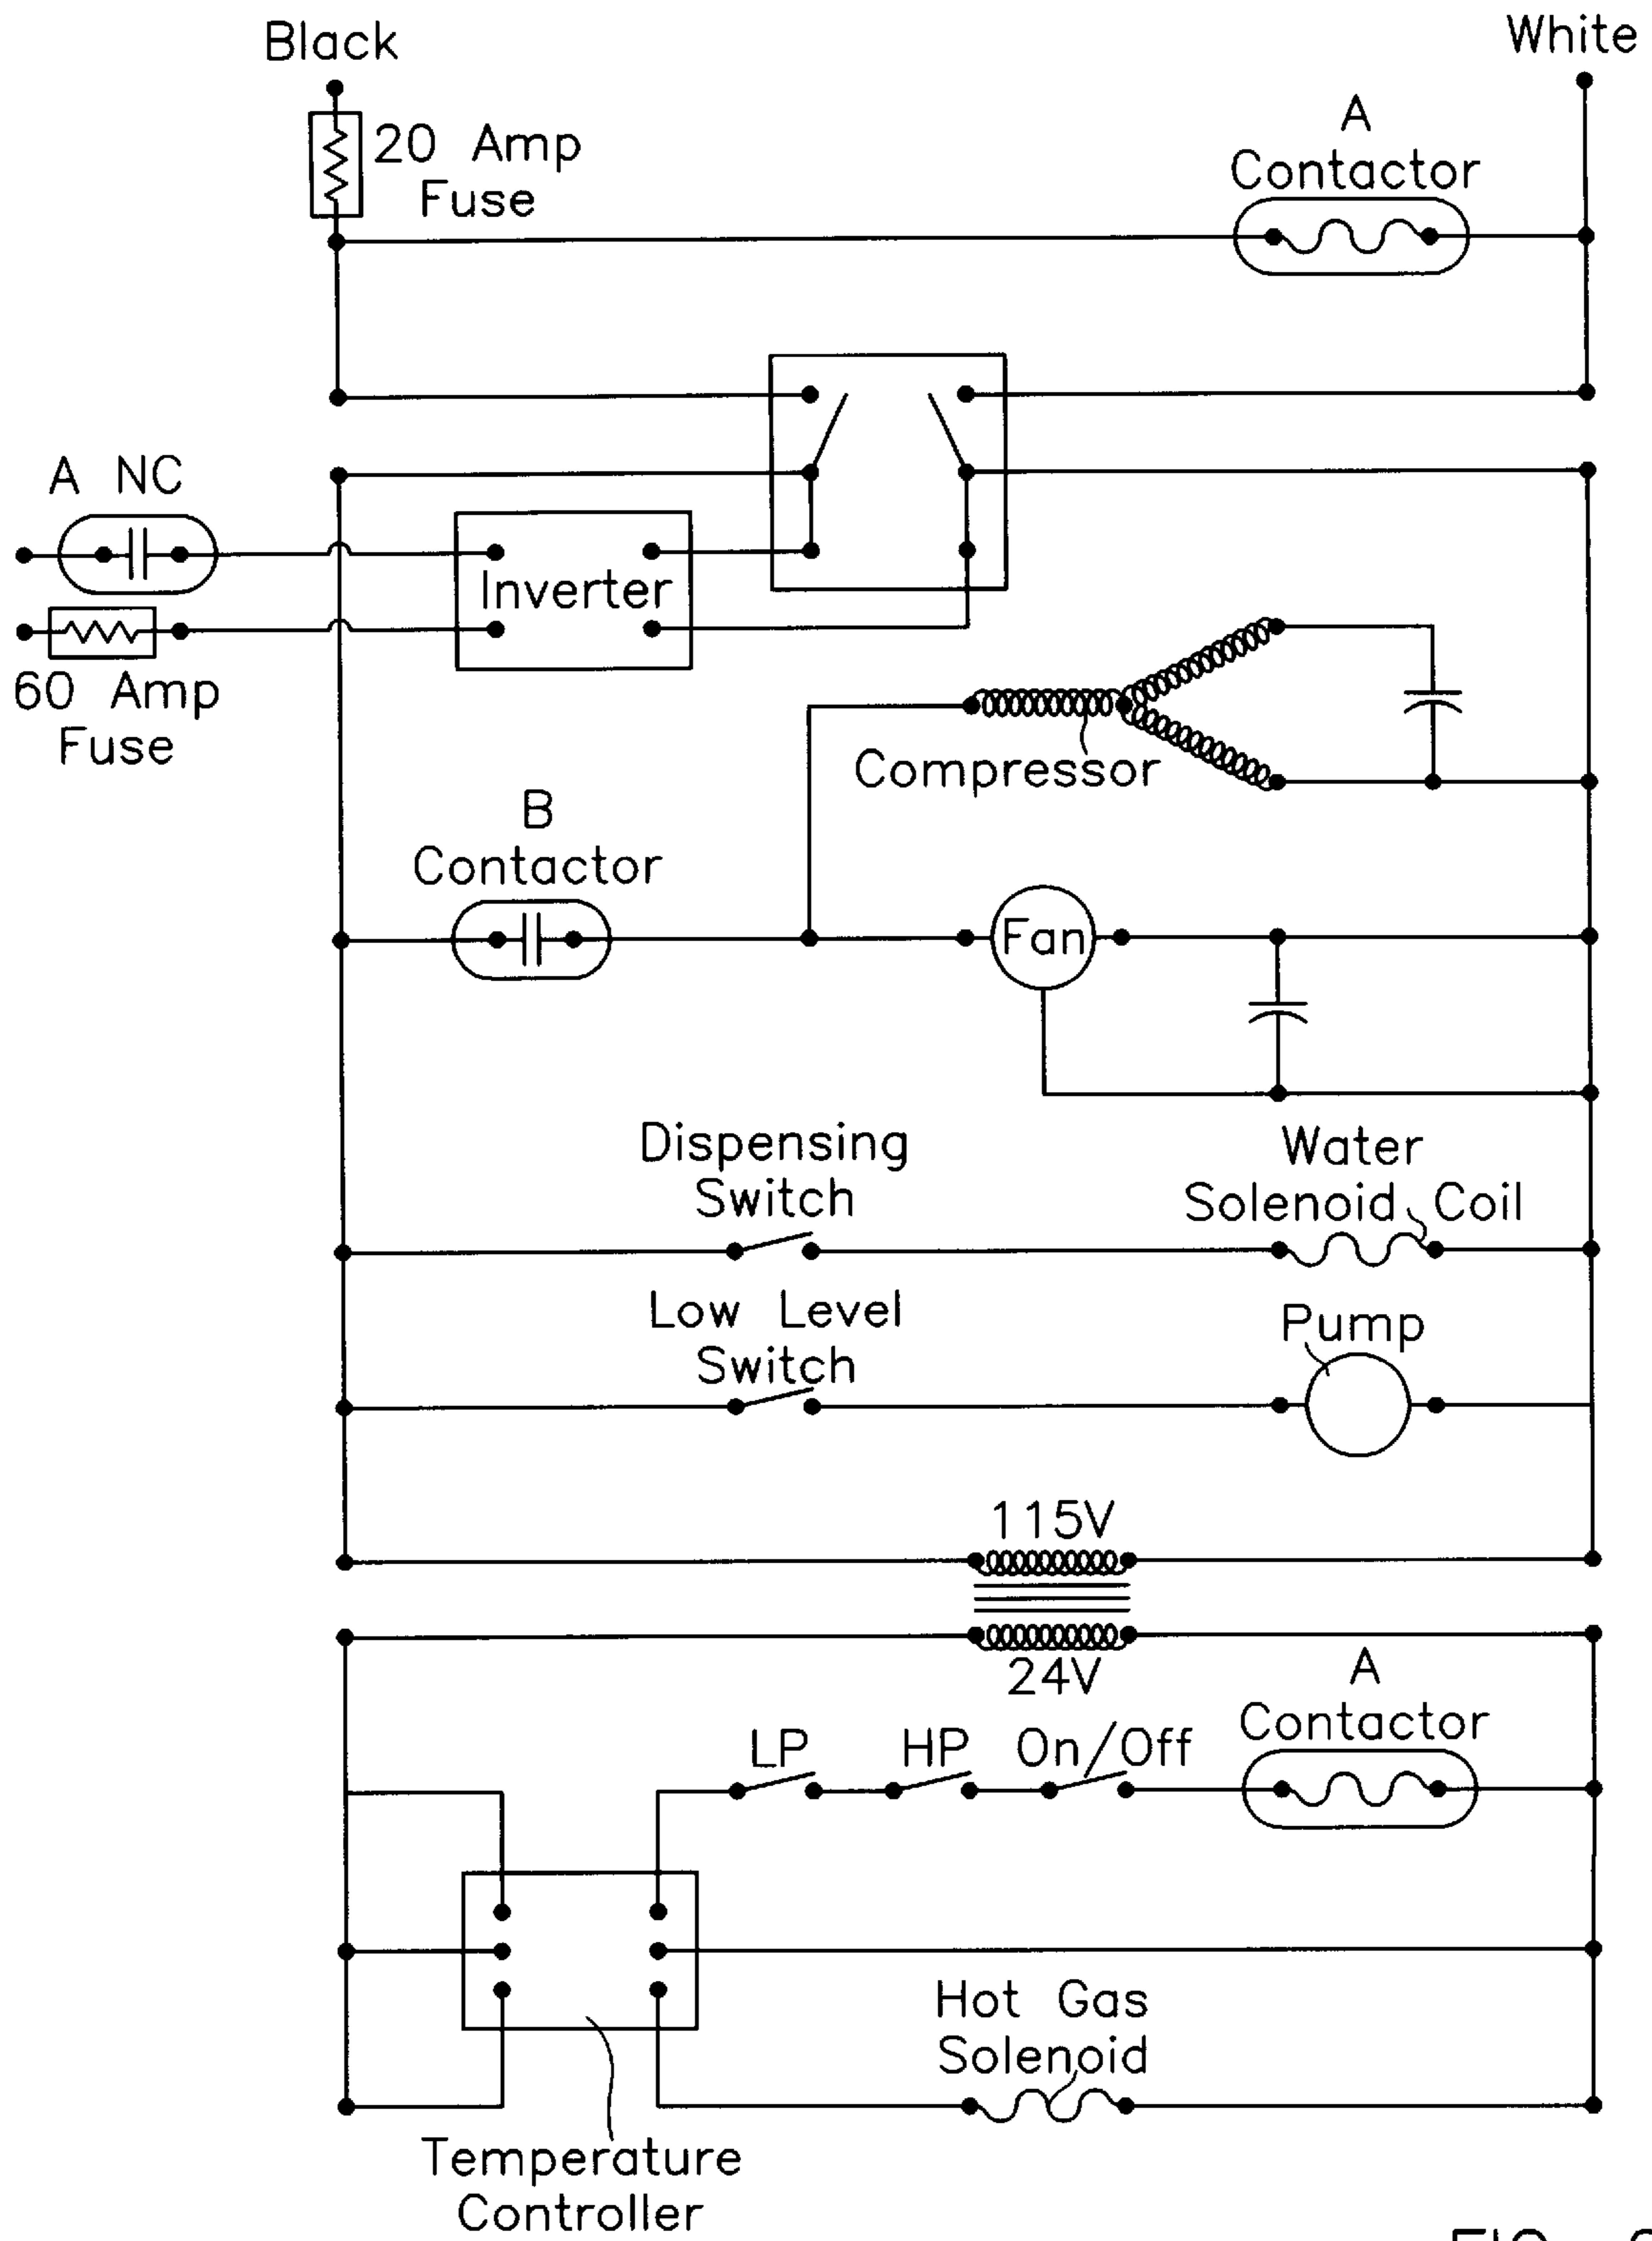 Black
White
20 Amp
Fuse
A
Contactor
A NC
Inverter
60 Amp
Fuse
Compressor
B
Contactor
Fan
Dispensing
Switch
Water
Solenoid Coil
Low Level
Switch
Pump
115V
24V
A
Contactor
LP
HP
On/Off
Hot Gas
Solenoid
Temperature
Controller